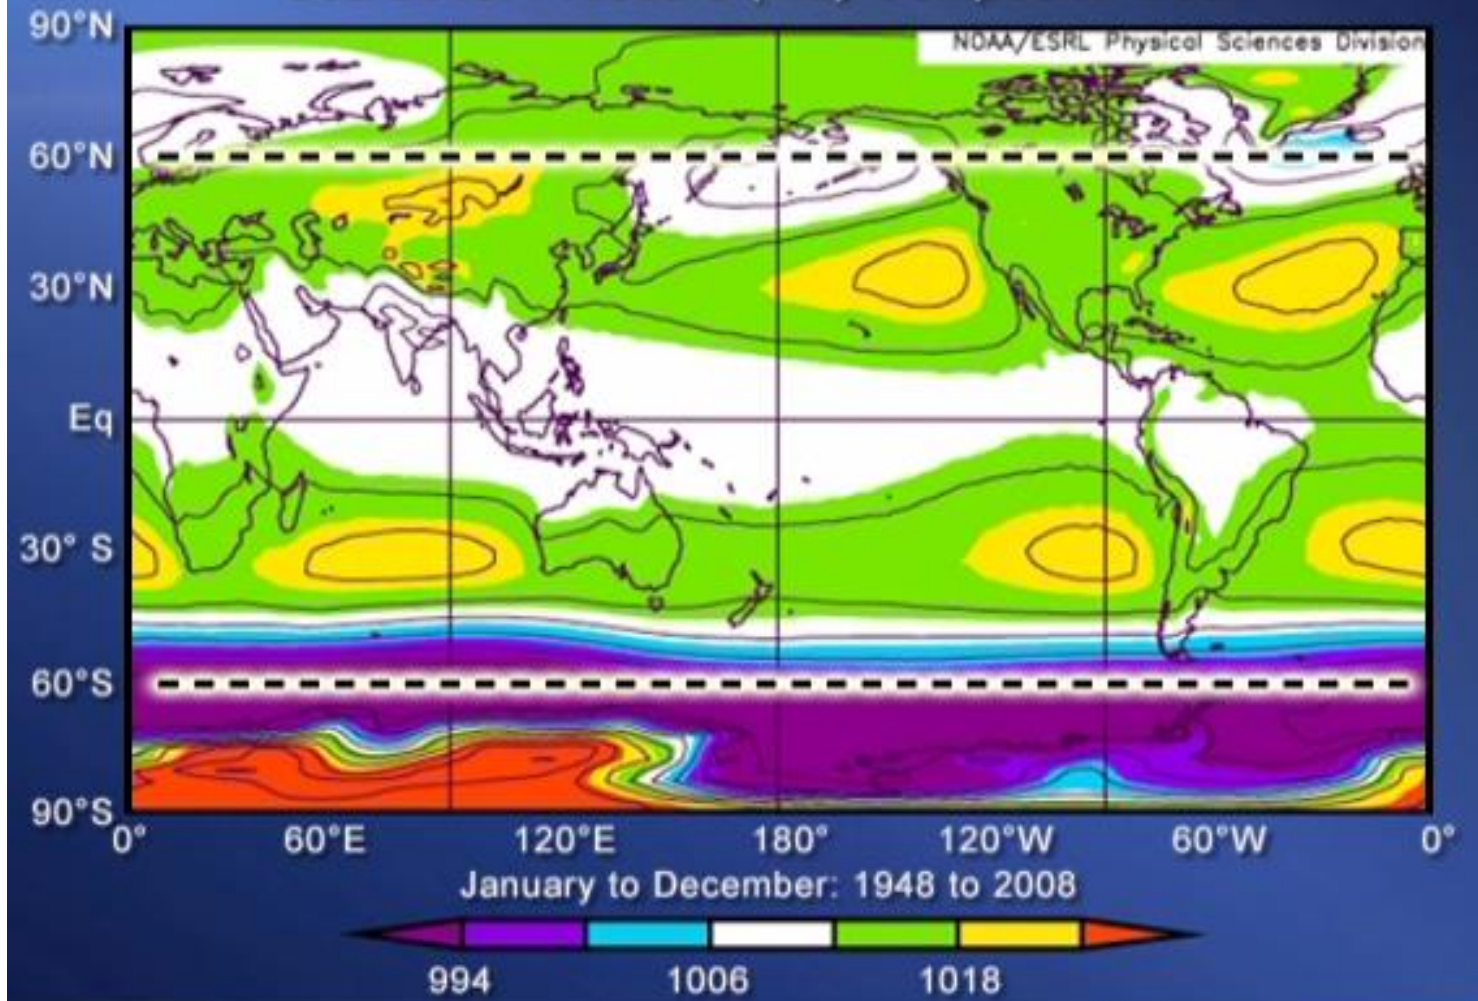 NOAA/ESRL Physical Sciences Division
90°N
60°N
30°N
Eq
30° S
60°S
90°S
0° 60°E 120°E 180° 120°W 60°W 0°
January to December: 1948 to 2008
994 1006 1018